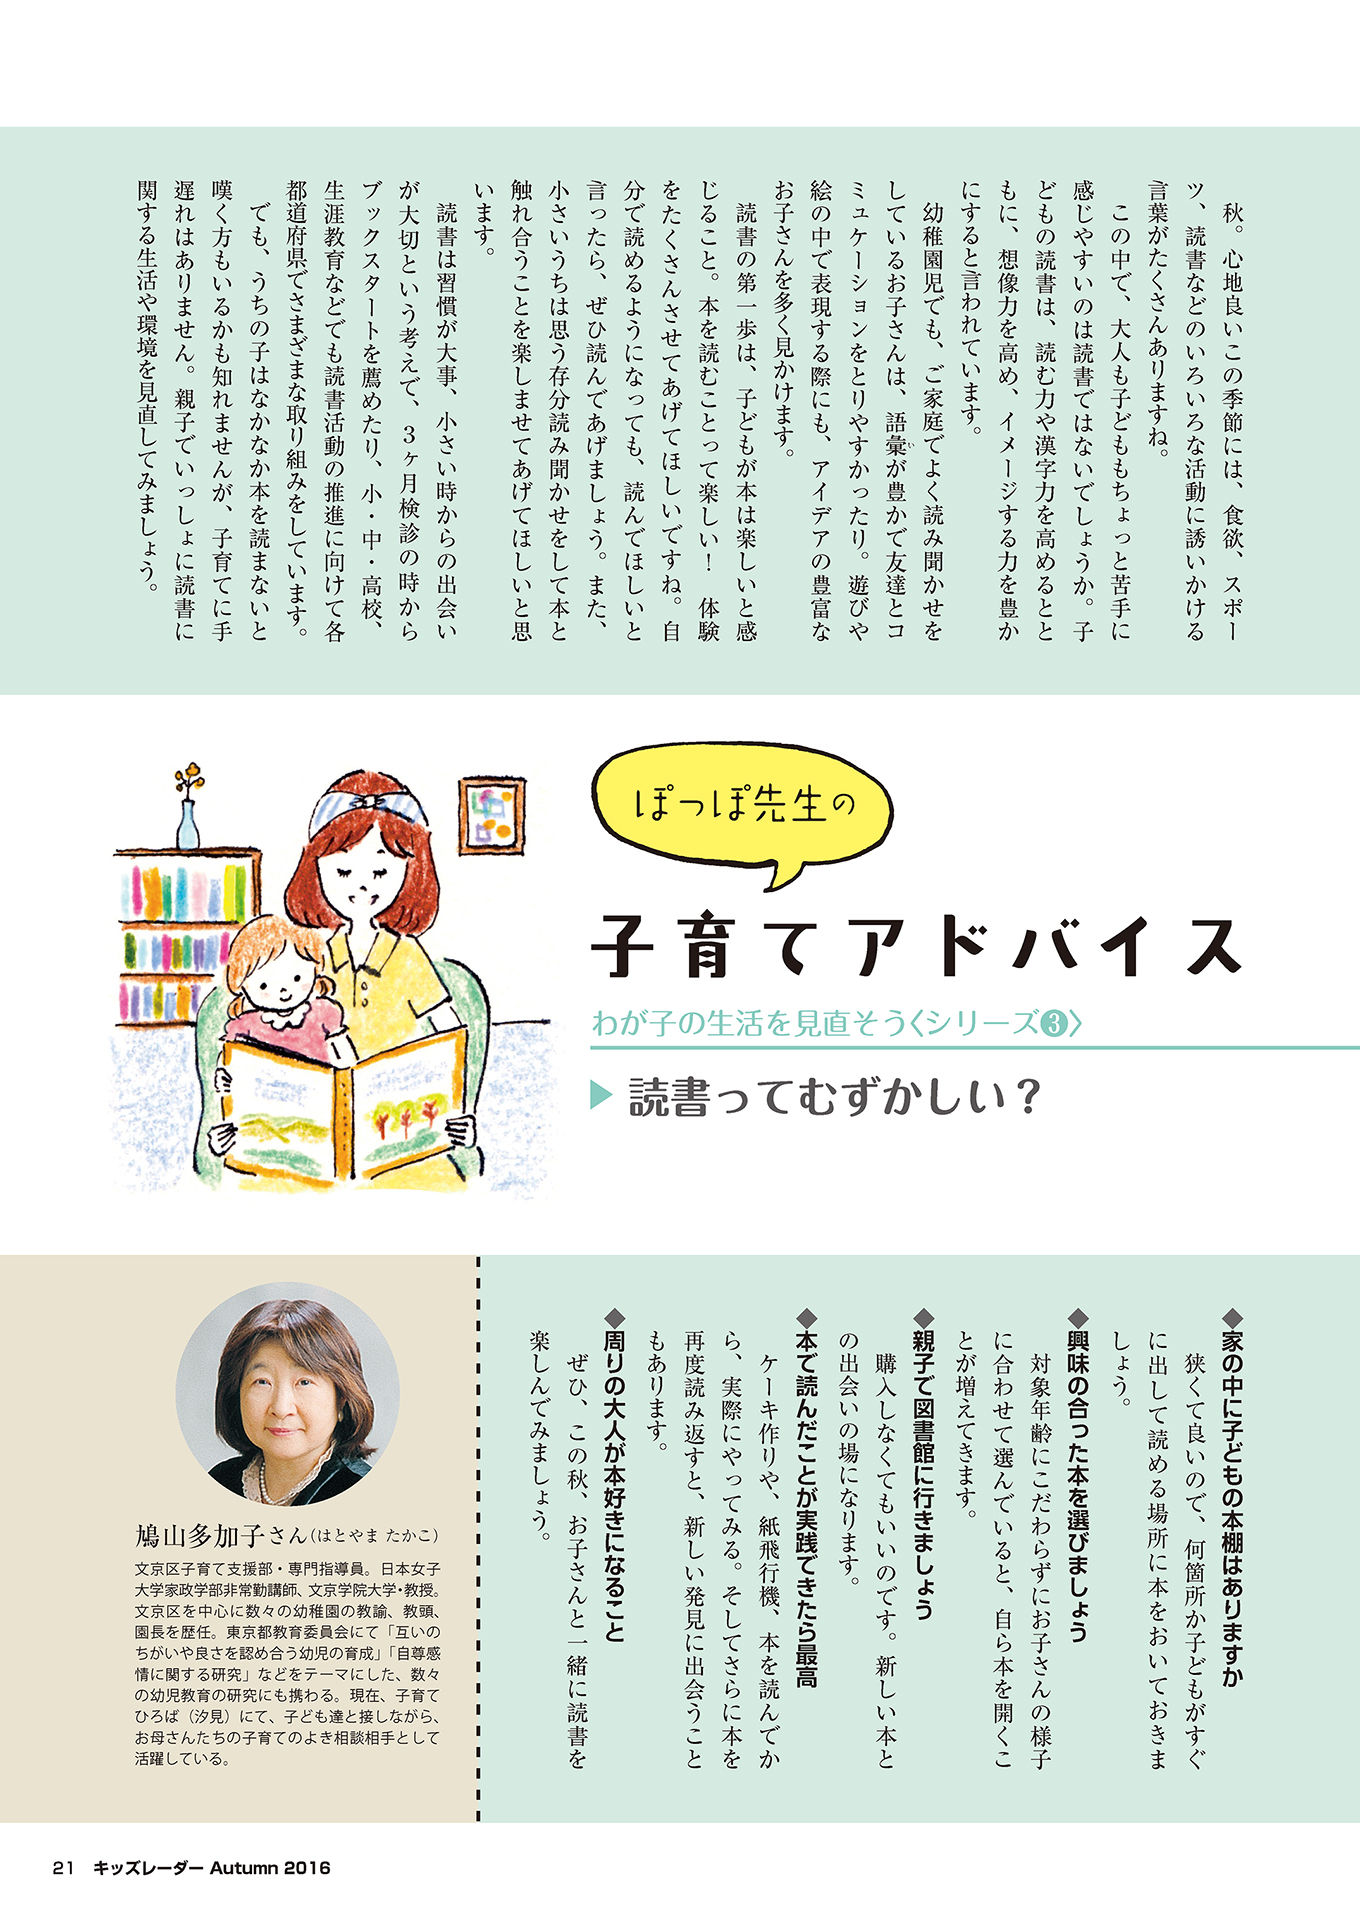 秋。心地良いこの季節には、食欲、スポー
ツ、読書などのいろいろな活動に誘いかける
言葉がたくさんありますね。
この中で、大人も子どももちょっと苦手に
感じやすいのは読書ではないでしょうか。子
どもの読書は、読む力や漢字力を高めるとと
もに、想像力を高め、イメージする力を豊か
にすると言われています。
幼稚園児でも、ご家庭でよく読み聞かせを
しているお子さんは、語彙が豊かで友達とコ
ミュケーションをとりやすかったり。遊びや
絵の中で表現する際にも、アイデアの豊富な
お子さんを多く見かけます。
読書の第一歩は、子どもが本は楽しいと感
じること。本を読むことって楽しい！　体験
をたくさんさせてあげてほしいですね。自
分で読めるようになっても、読んでほしいと
言ったら、ぜひ読んであげましょう。また、
小さいうちは思う存分読み聞かせをして本と
触れ合うことを楽しませてあげてほしいと思
います。
読書は習慣が大事、小さい時からの出会い
が大切という考えで、3ヶ月検診の時から
ブックスタートを薦めたり、小・中・高校、
生涯教育などでも読書活動の推進に向けて各
都道府県でさまざまな取り組みをしています。
でも、うちの子はなかなか本を読まないと
嘆く方もいるかも知れませんが、子育てに手
遅れはありません。親子でいっしょに読書に
関する生活や環境を見直してみましょう。
ぽっぽ先生の
子育てアドバイス
わが子の生活を見直そう〈シリーズ❸〉
▶読書ってむずかしい？
◆家の中に子どもの本棚はありますか
狭くて良いので、何箇所か子どもがすぐ
に出して読める場所に本をおいておきま
しょう。
◆興味の合った本を選びましょう
対象年齢にこだわらずにお子さんの様子
に合わせて選んでいると、自ら本を開くこ
とが増えてきます。
◆親子で図書館に行きましょう
購入しなくてもいいのです。新しい本と
の出会いの場になります。
◆本で読んだことが実践できたら最高
ケーキ作りや、紙飛行機、本を読んでか
ら、実際にやってみる。そしてさらに本を
再度読み返すと、新しい発見に出会うこと
もあります。
◆周りの大人が本好きになること
ぜひ、この秋、お子さんと一緒に読書を
楽しんでみましょう。
鳩山多加子さん（はとやま たかこ）
文京区子育て支援部・専門指導員。日本女子
大学家政学部非常勤講師、文京学院大学・教授。
文京区を中心に数々の幼稚園の教諭、教頭、
園長を歴任。東京都教育委員会にて「互いの
ちがいや良さを認め合う幼児の育成」「自尊感
情に関する研究」などをテーマにした、数々
の幼児教育の研究にも携わる。現在、子育て
ひろば（汐見）にて、子ども達と接しながら、
お母さんたちの子育てのよき相談相手として
活躍している。
21　キッズレーダー Autumn 2016